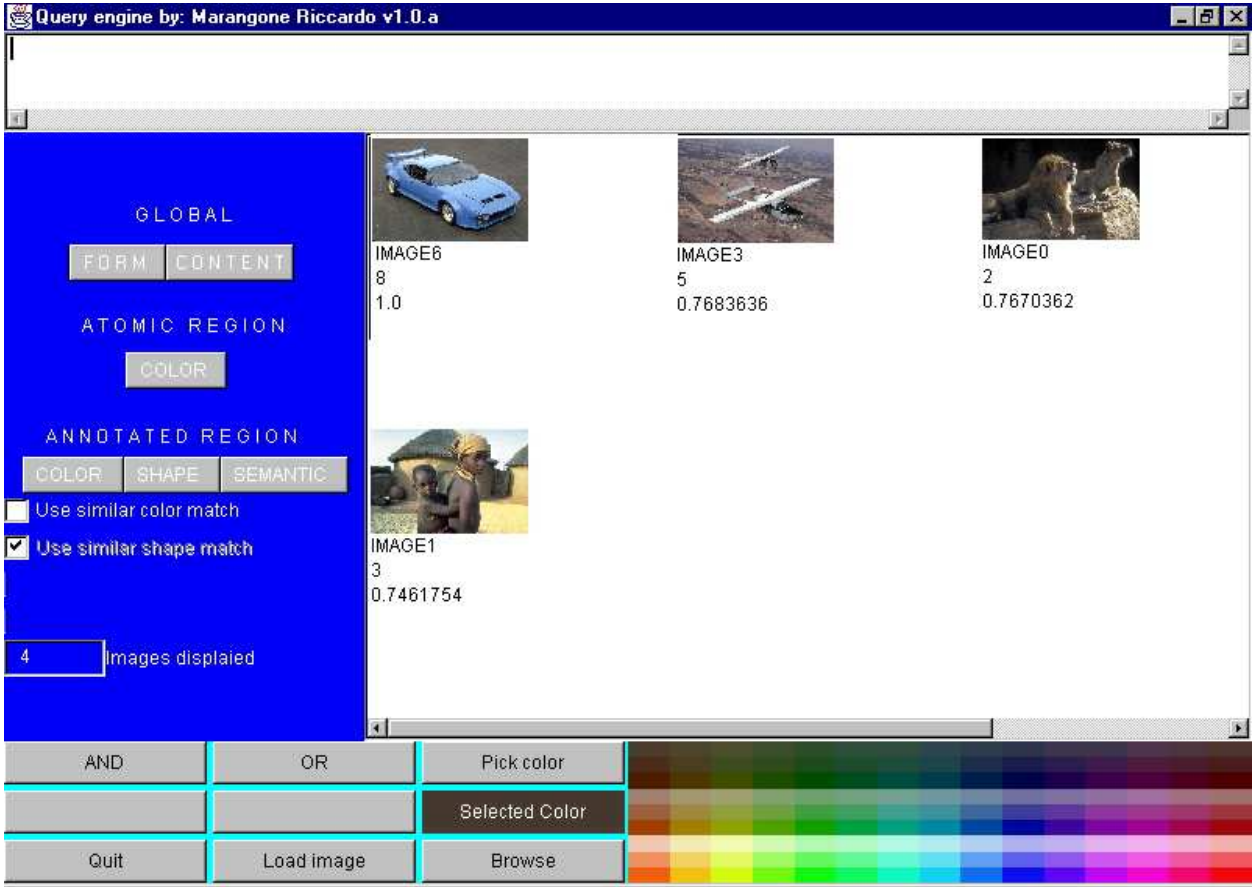 Query engine by: Marangone Riccardo v1.0.a
GLOBAL
FORM CONTENT
ATOMIC REGION
COLOR
ANNOTATED REGION
COLOR SHAPE SEMANTIC
Use similar color match
Use similar shape match
4 Images displaied
IMAGE6
8
1.0
IMAGE3
5
0.7683636
IMAGE0
2
0.7670362
IMAGE1
3
0.7461754
AND OR Pick color
Selected Color
Quit Load image Browse